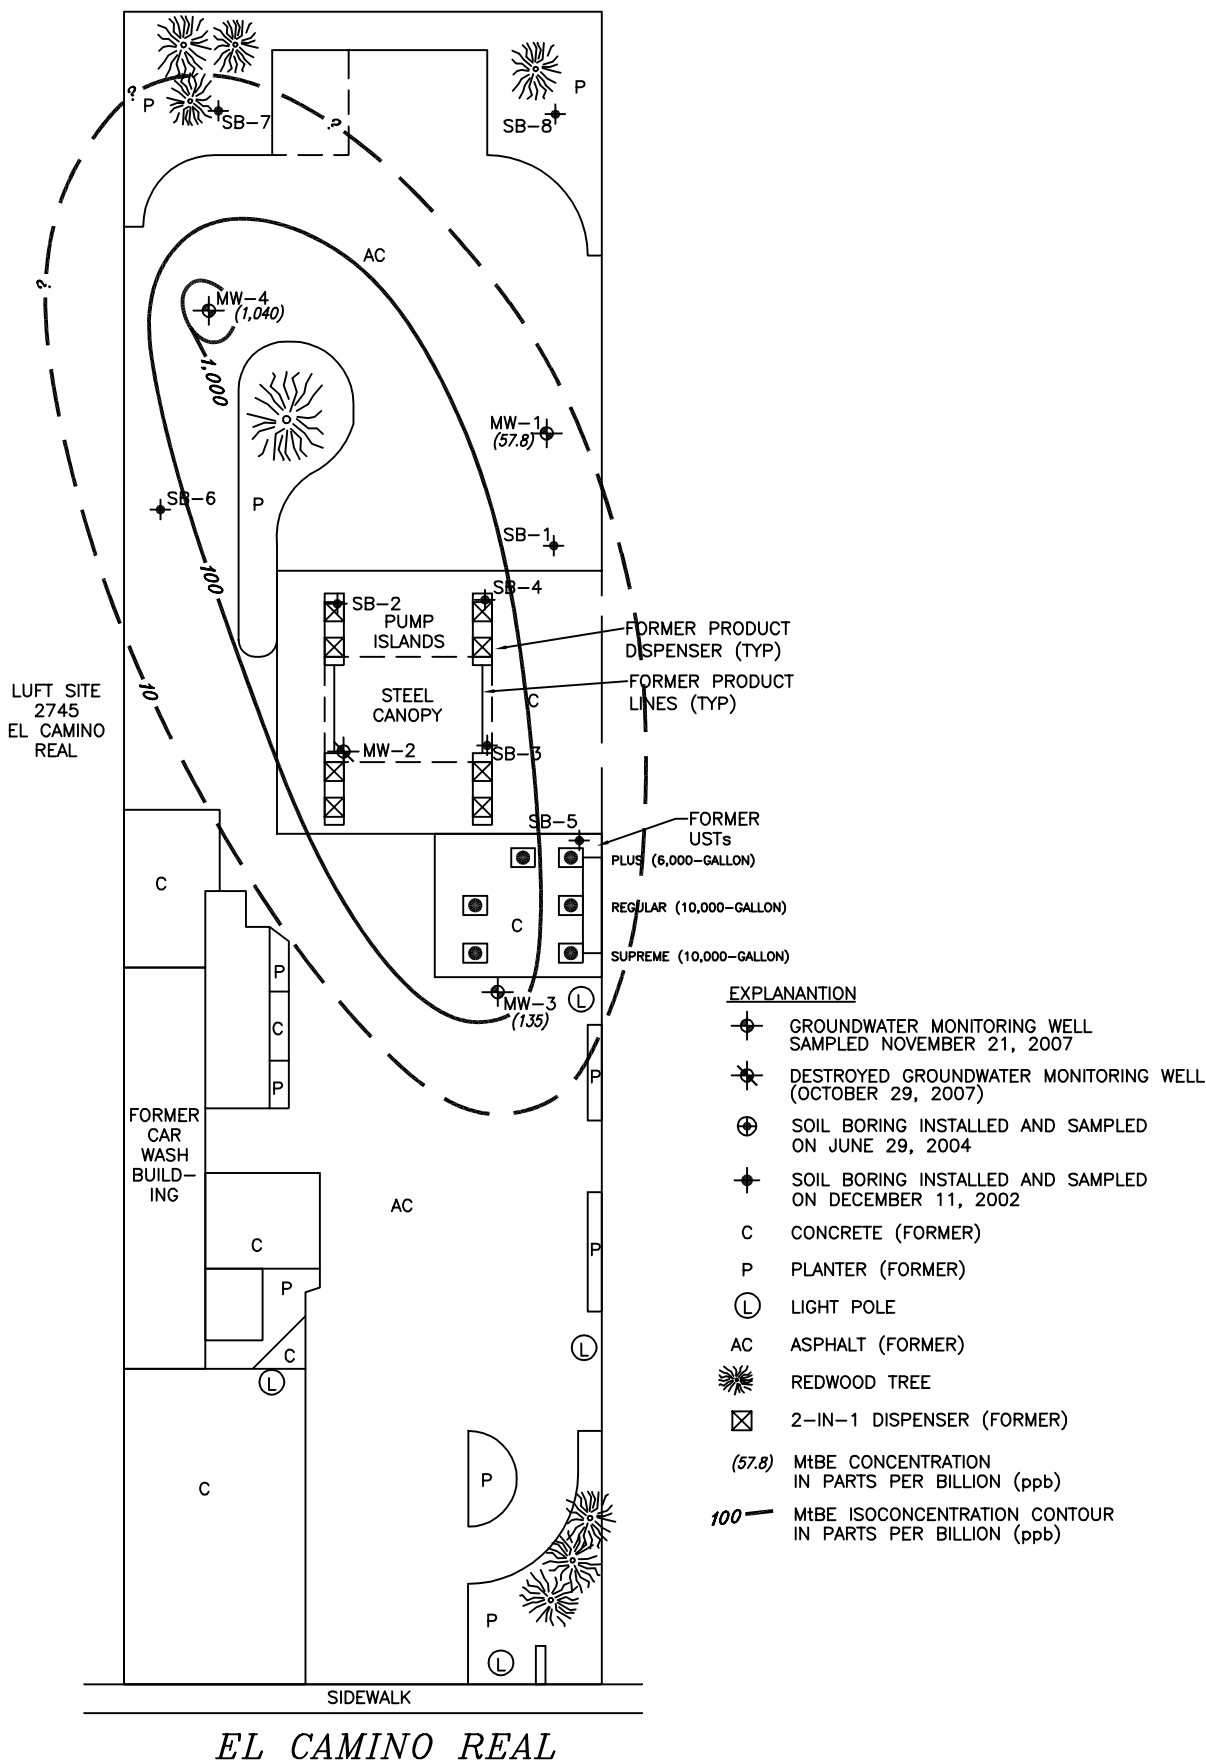 P
?
P
SB-7
SB-8
?
AC
?
MW-4
(1,040)
1,000
MW-1
(57.8)
SB-6
P
SB-1
100
SB-4
SB-2
PUMP
ISLANDS
FORMER PRODUCT
DISPENSER (TYP)
10
FORMER PRODUCT
LINES (TYP)
LUFT SITE
2745
EL CAMINO
REAL
STEEL
CANOPY
C
MW-2
SB-3
SB-5
FORMER
USTs
PLUS (6,000-GALLON)
C
REGULAR (10,000-GALLON)
C
SUPREME (10,000-GALLON)
P
MW-3
(135)
L
C
P
P
FORMER
CAR
WASH
BUILD-
ING
AC
C
P
P
C
L
L
C
P
P
L
SIDEWALK
EL CAMINO REAL
EXPLANANTION
GROUNDWATER MONITORING WELL
SAMPLED NOVEMBER 21, 2007
DESTROYED GROUNDWATER MONITORING WELL
(OCTOBER 29, 2007)
SOIL BORING INSTALLED AND SAMPLED
ON JUNE 29, 2004
SOIL BORING INSTALLED AND SAMPLED
ON DECEMBER 11, 2002
C CONCRETE (FORMER)
P PLANTER (FORMER)
L LIGHT POLE
AC ASPHALT (FORMER)
REDWOOD TREE
2-IN-1 DISPENSER (FORMER)
(57.8) MtBE CONCENTRATION
IN PARTS PER BILLION (ppb)
100 MtBE ISOCONCENTRATION CONTOUR
IN PARTS PER BILLION (ppb)